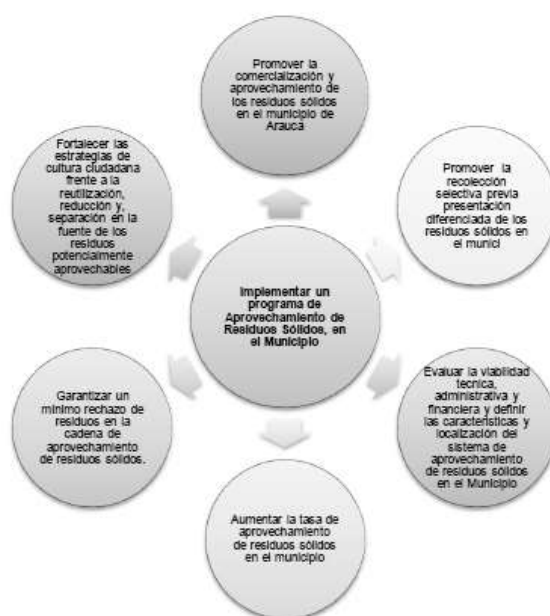 Promover la
comercialización y
aprovechamiento de
los residuos sólidos
en el municipio de
Arauca
Promover la
recolección
selectiva previa
presentación
diferenciada de los
residuos sólidos en
el munici
Evaluar la viabilidad
técnica,
administrativa y
financiera y definir
las características y
localización del
sistema de
aprovechamiento
de residuos sólidos
en el Municipio
Aumentar la tasa de
aprovechamiento
de residuos sólidos
en el municipio
Garantizar un
mínimo rechazo de
residuos en la
cadena de
aprovechamiento
de residuos sólidos.
Fortalecer las
estrategias de
cultura ciudadana
frente a la
reutilización,
reducción y,
separación en la
fuente de los
residuos
potencialmente
aprovechables
Implementar un
programa de
Aprovechamiento de
Residuos Sólidos, en
el Municipio